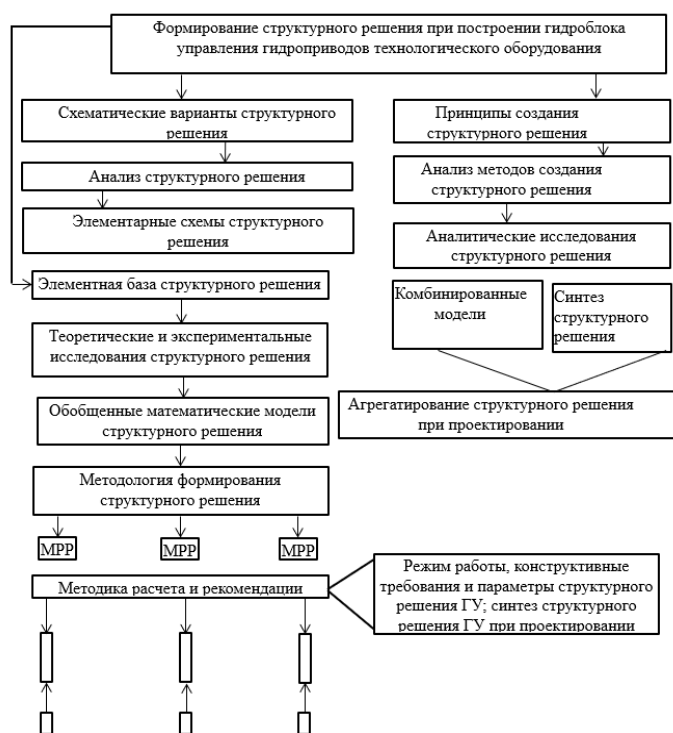 Формирование структурного решения при построении гидроблока
управления гидроприводов технологического оборудования
Схематические варианты структурного
решения
Анализ структурного решения
Элементарные схемы структурного
решения
Элементная база структурного решения
Теоретические и экспериментальные
исследования структурного решения
Обобщенные математические модели
структурного решения
Методология формирования
структурного решения
МРР
МРР
МРР
Методика расчета и рекомендации
Принципы создания
структурного решения
Анализ методов создания
структурного решения
Аналитические исследования
структурного решения
Комбинированные
модели
Синтез
структурного
решения
Агрегатирование структурного решения
при проектировании
Режим работы, конструктивные
требования и параметры структурного
решения ГУ; синтез структурного
решения ГУ при проектировании